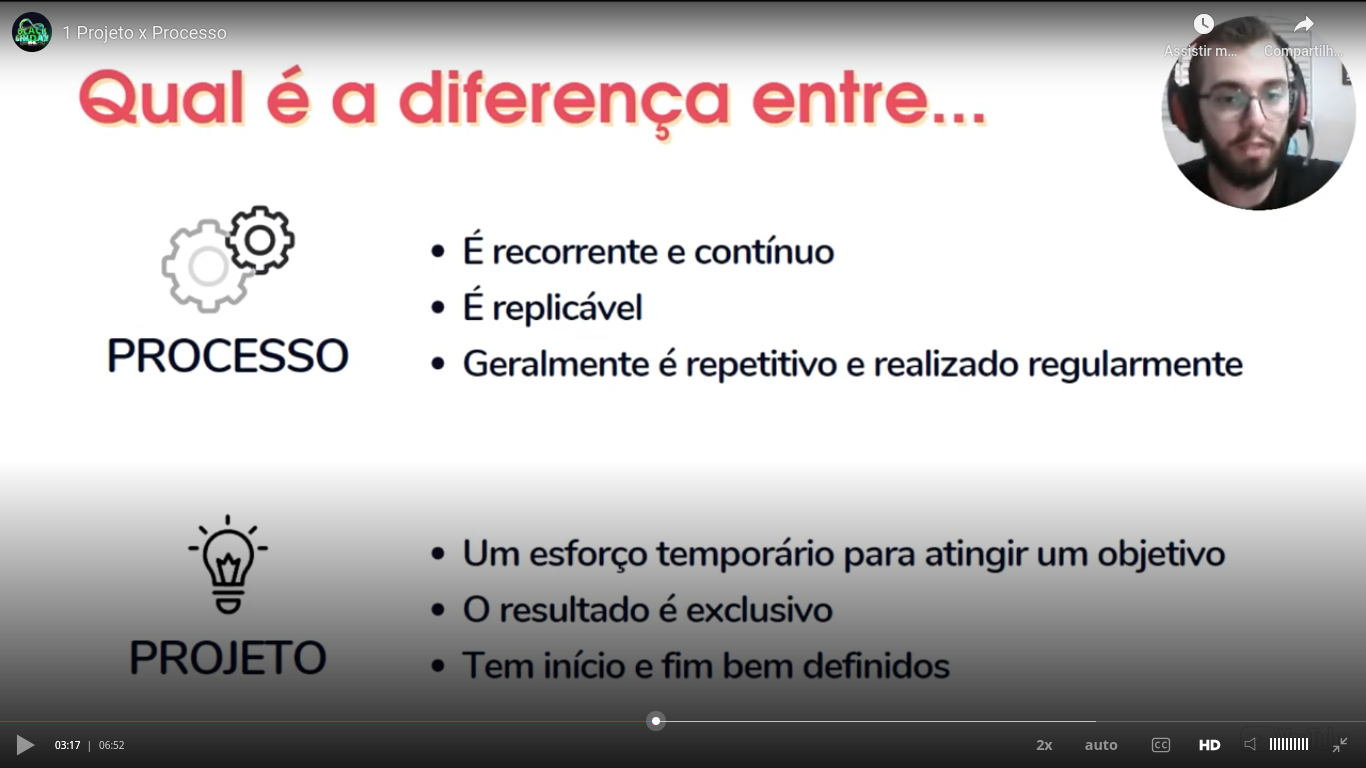 1 Projeto x Processo
Assistir m...
Compartilh...
Qual é a diferença entre...
PROCESSO
• É recorrente e contínuo
• É replicável
• Geralmente é repetitivo e realizado regularmente
PROJETO
• Um esforço temporário para atingir um objetivo
• O resultado é exclusivo
• Tem início e fim bem definidos
03:17 | 06:52
2x auto CC HD